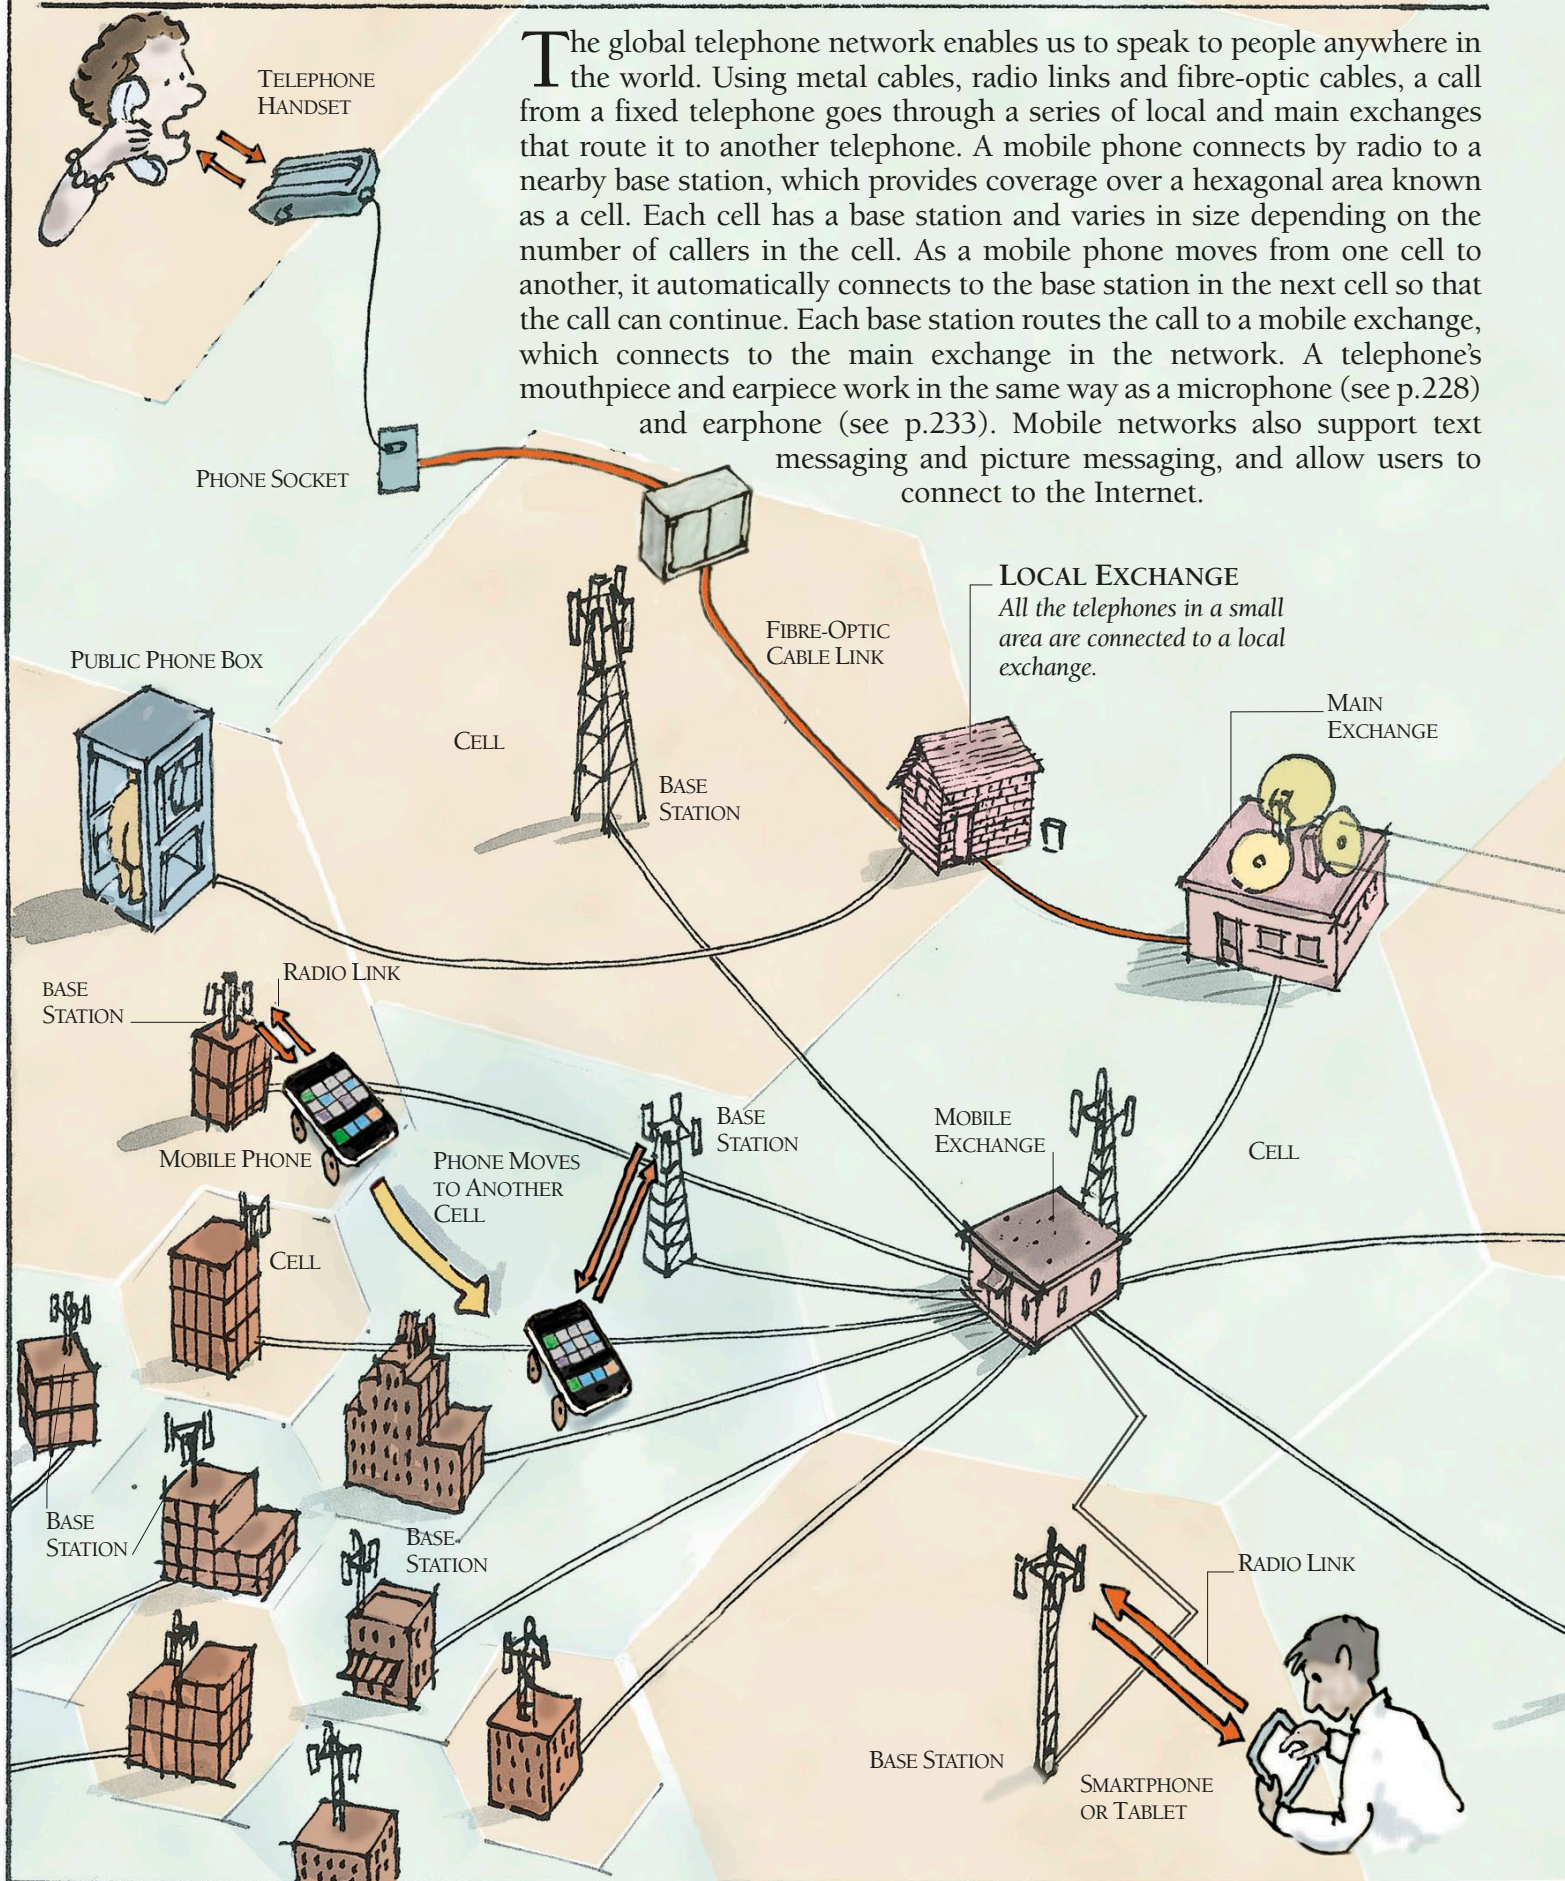 The global telephone network enables us to speak to people anywhere in
the world. Using metal cables, radio links and fibre-optic cables, a call
from a fixed telephone goes through a series of local and main exchanges
that route it to another telephone. A mobile phone connects by radio to a
nearby base station, which provides coverage over a hexagonal area known
as a cell. Each cell has a base station and varies in size depending on the
number of callers in the cell. As a mobile phone moves from one cell to
another, it automatically connects to the base station in the next cell so that
the call can continue. Each base station routes the call to a mobile exchange,
which connects to the main exchange in the network. A telephone's
mouthpiece and earpiece work in the same way as a microphone (see p.228)
and earphone (see p.233). Mobile networks also support text
messaging and picture messaging, and allow users to
connect to the Internet.
TELEPHONE
HANDSET
PHONE SOCKET
LOCAL EXCHANGE
All the telephones in a small
area are connected to a local
exchange.
FIBRE-OPTIC
CABLE LINK
PUBLIC PHONE BOX
MAIN
EXCHANGE
CELL
BASE
STATION
RADIO LINK
BASE
STATION
BASE
STATION
MOBILE
EXCHANGE
CELL
MOBILE PHONE
PHONE MOVES
TO ANOTHER
CELL
CELL
BASE
STATION
BASE
STATION
RADIO LINK
BASE STATION
SMARTPHONE
OR TABLET